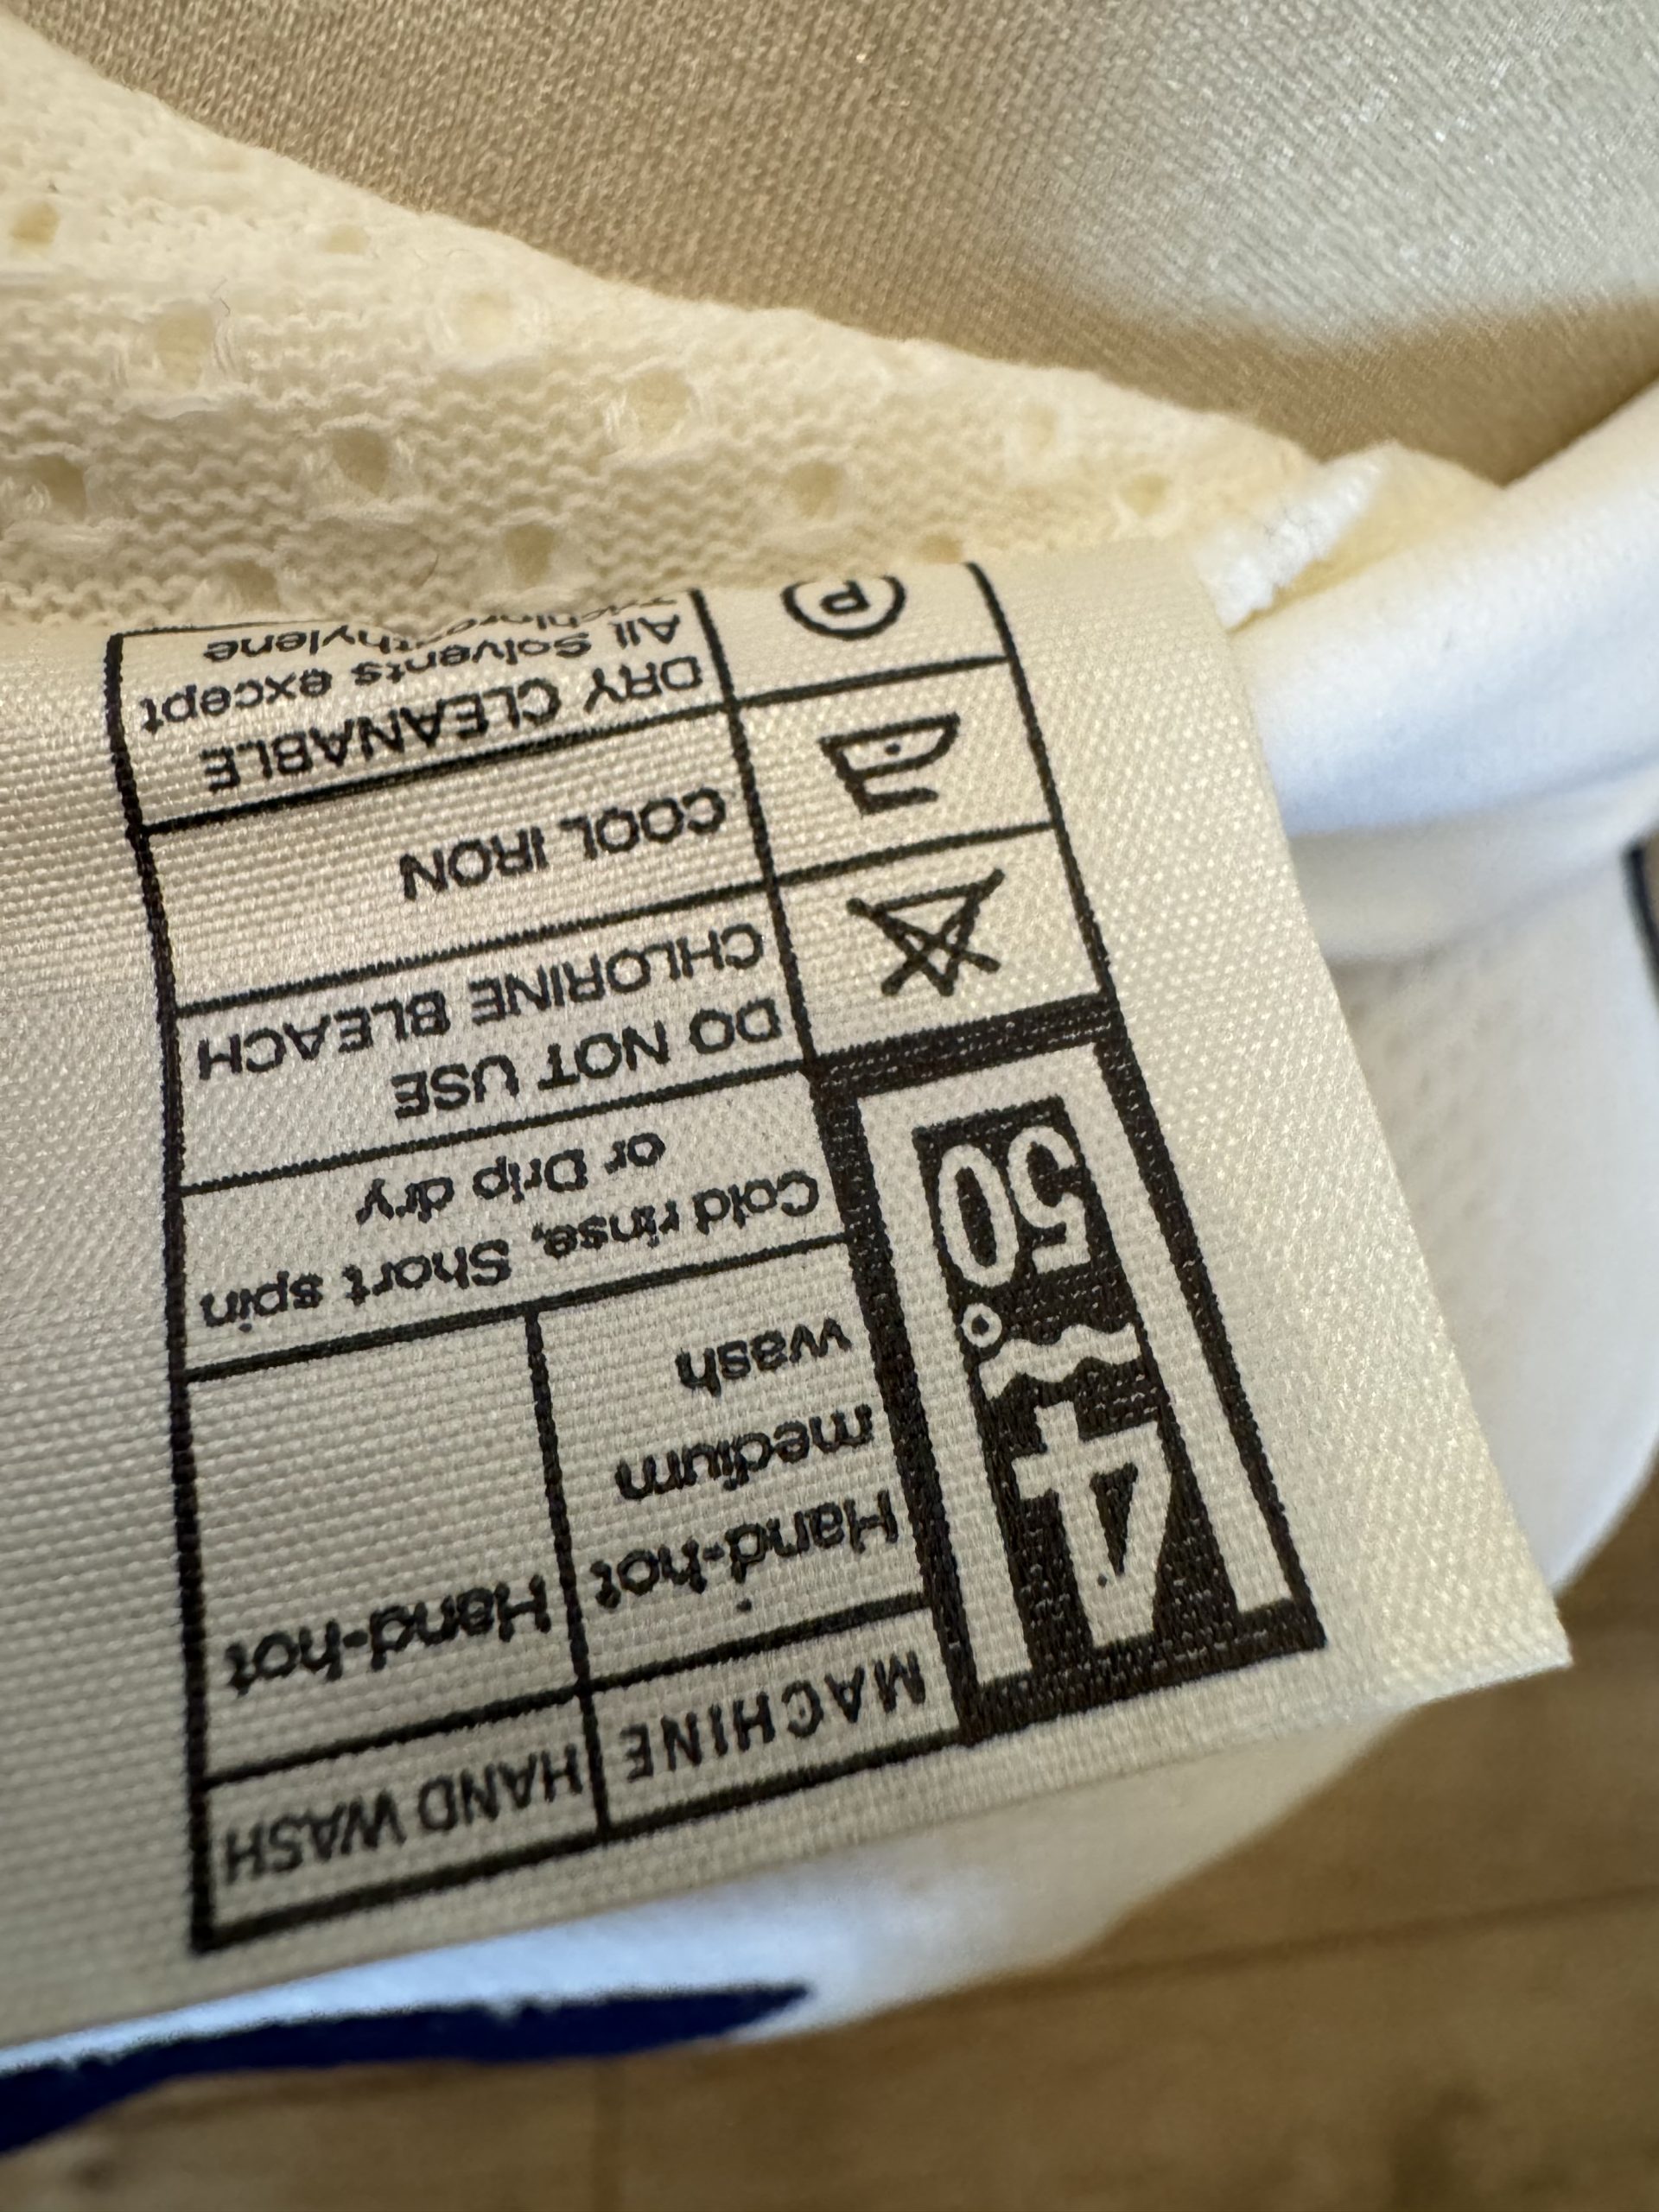 MACHINE
HAND WASH
4
50°
Hand-hot
medium
wash
Hand-hot
Cold rinse, Short spin
or Drip dry
DO NOT USE
CHLORINE BLEACH
COOL IRON
P
DRY CLEANABLE
All Solvents except
Trichloroethylene